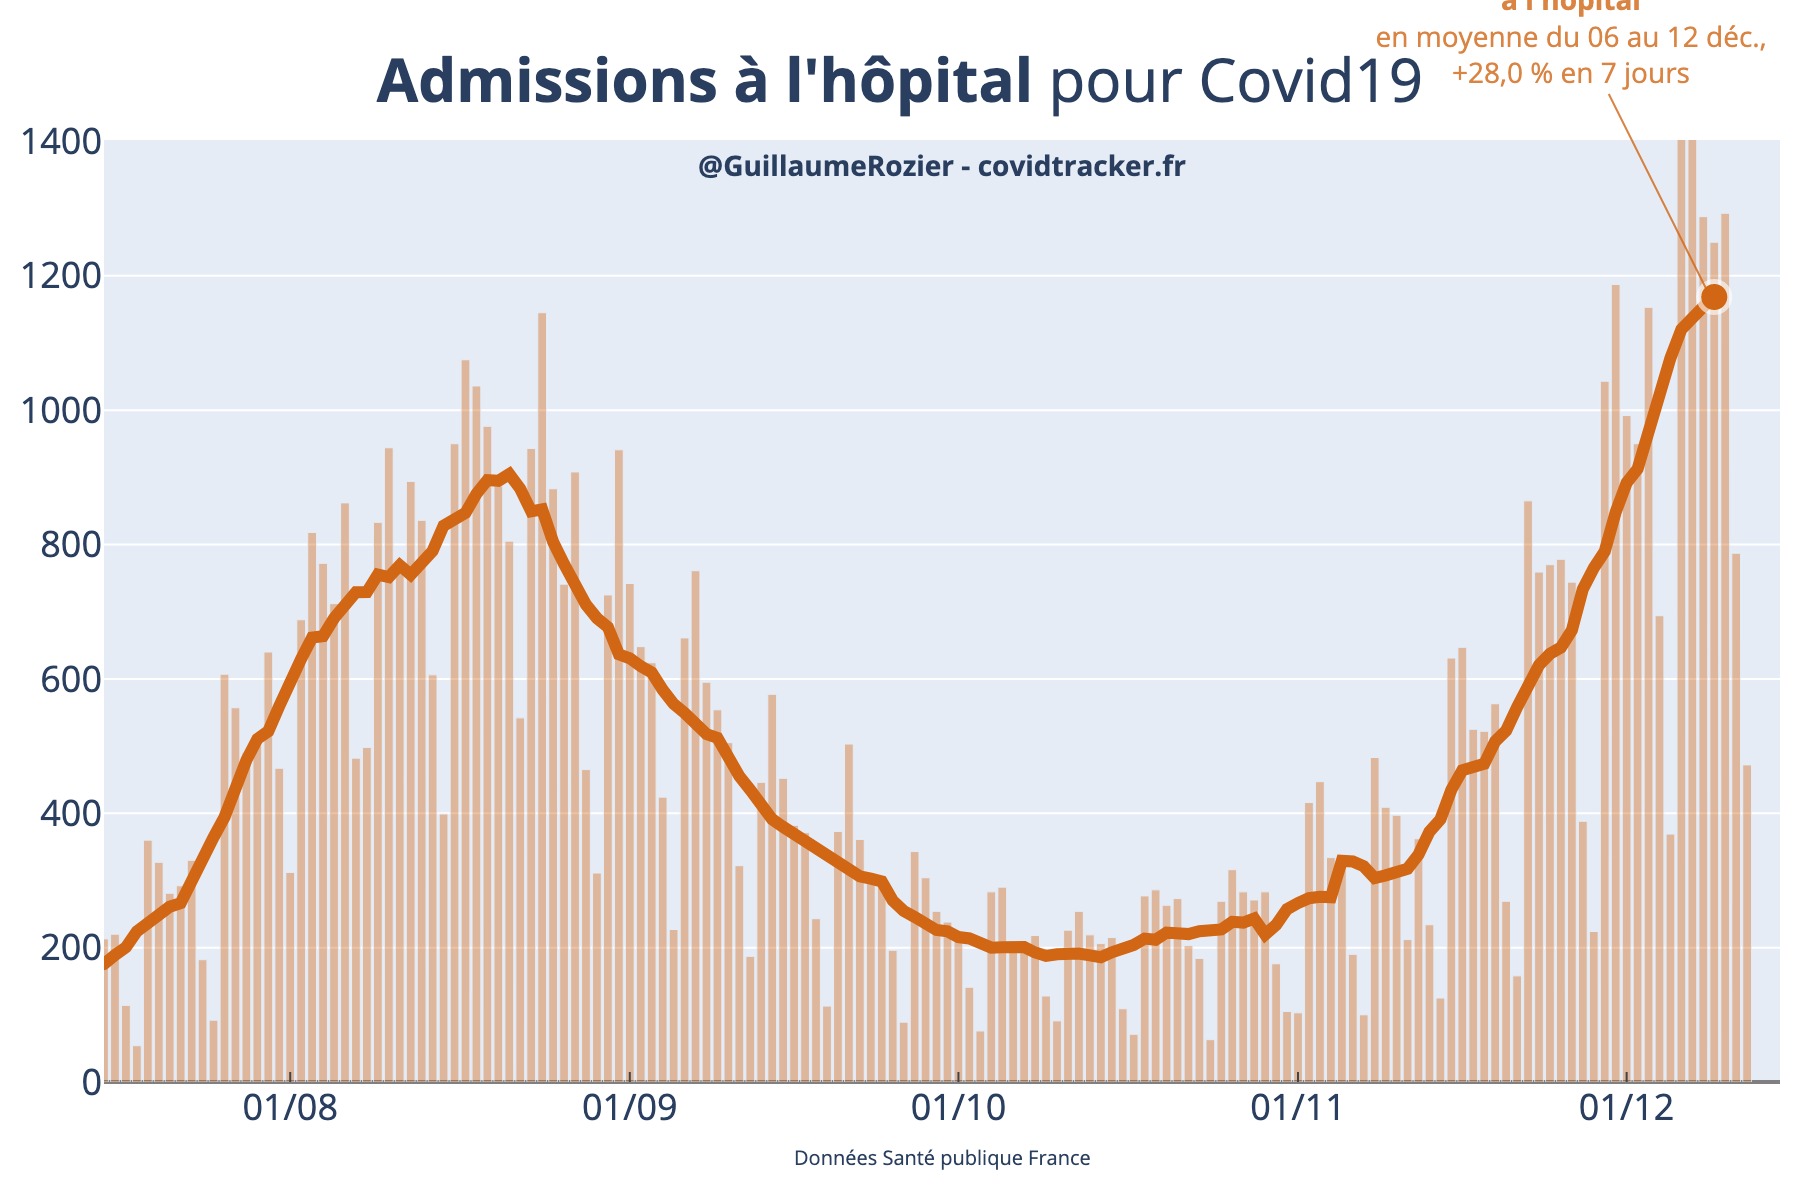 à l'hôpital
en moyenne du 06 au 12 déc.,
+28,0 % en 7 jours
Admissions à l'hôpital pour Covid19
@GuillaumeRozier - covidtracker.fr
1400
1200
1000
800
600
400
200
0
01/08 01/09 01/10 01/11 01/12
Données Santé publique France